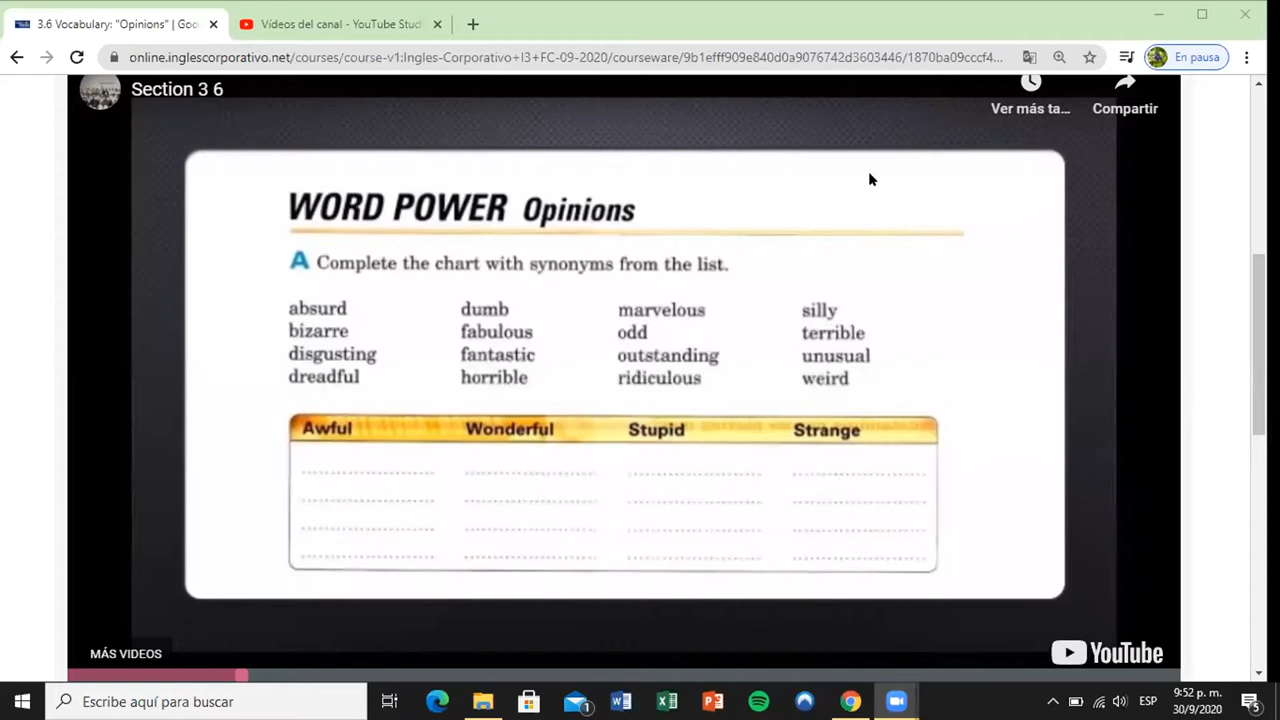 3.6 Vocabulary: "Opinions" | Goo
Vídeos del canal - YouTube Stud
online.inglescorporativo.net/courses/course-v1:Ingles-Corporativo+I3+FC-09-2020/courseware/9b1efff909e840d0a9076742d3603446/1870ba09cccf4...
En pausa
Section 3 6
Ver más ta...
Compartir
WORD POWER Opinions
A Complete the chart with synonyms from the list.
absurd dumb marvelous silly
bizarre fabulous odd terrible
disgusting fantastic outstanding unusual
dreadful horrible ridiculous weird
Awful Wonderful Stupid Strange
MÁS VIDEOS
YouTube
Escribe aquí para buscar
1
ESP
9:52 p. m.
30/9/2020
5